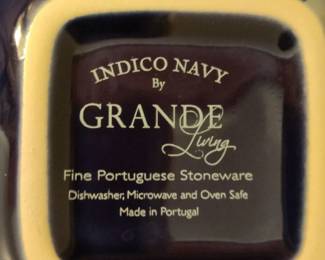 INDICO NAVY
By
GRANDE
Living
Fine Portuguese Stoneware
Dishwasher, Microwave and Oven Safe
Made in Portugal